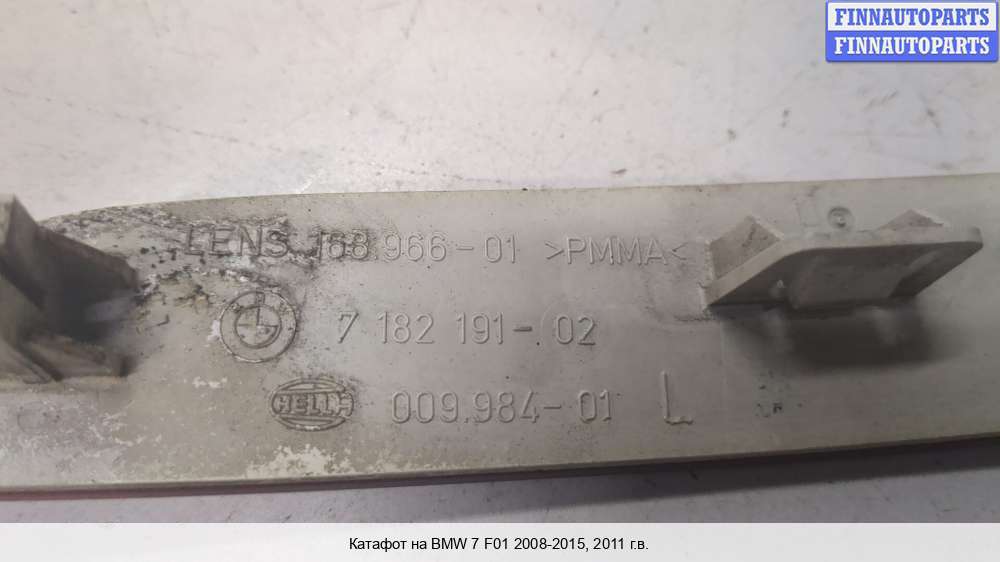 FINNAUTOPARTS
FINNAUTOPARTS
LENS 168.966-01 >PMMA<
7 182 191-02
HELLA 009.984-01 L
Катафот на BMW 7 F01 2008-2015, 2011 г.в.